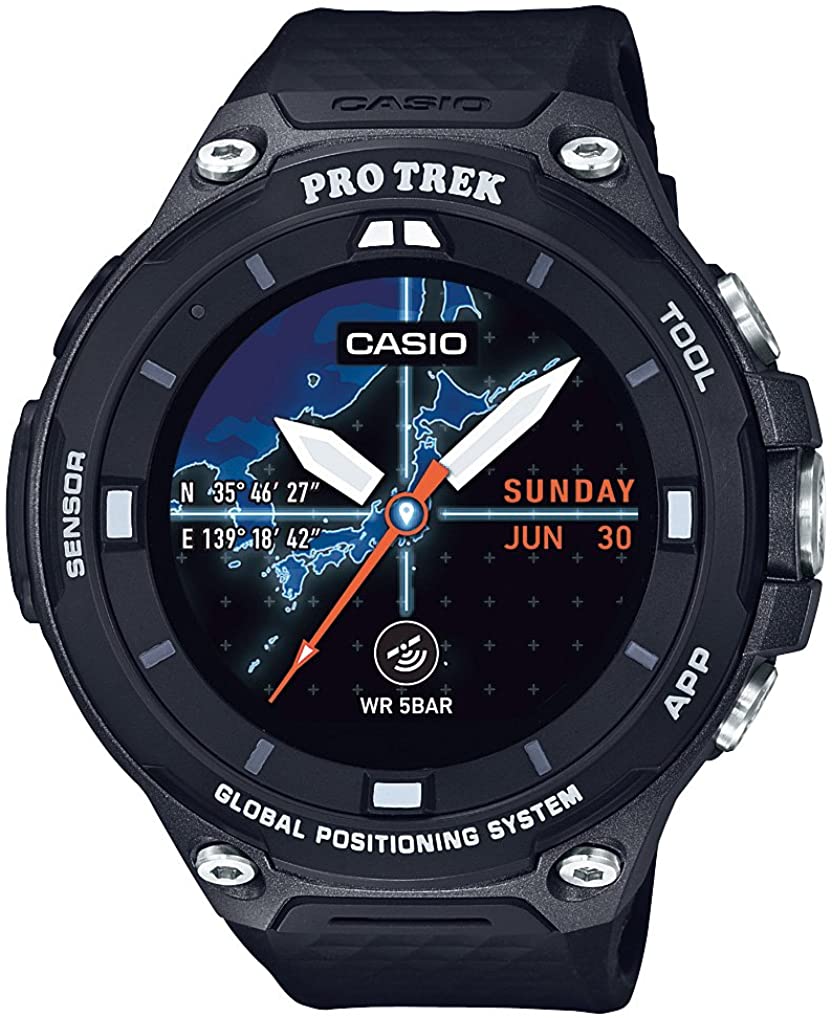 CASIO
PRO TREK
TOOL
CASIO
SENSOR
N 35° 46' 27"
SUNDAY
E 139° 18' 42"
JUN 30
APP
WR 5BAR
GLOBAL POSITIONING SYSTEM